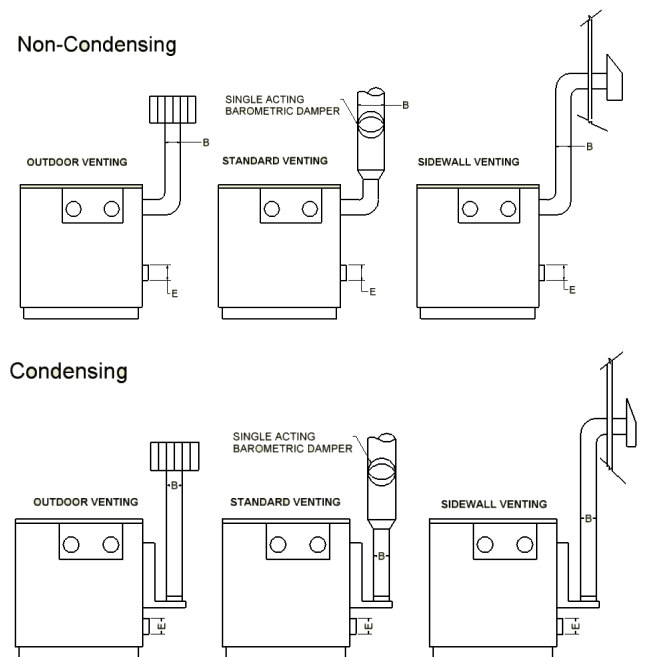 Non-Condensing
SINGLE ACTING
BAROMETRIC DAMPER
B
B
B
OUTDOOR VENTING
STANDARD VENTING
SIDEWALL VENTING
E
E
E
Condensing
SINGLE ACTING
BAROMETRIC DAMPER
B
OUTDOOR VENTING
STANDARD VENTING
SIDEWALL VENTING
B
B
E
E
E